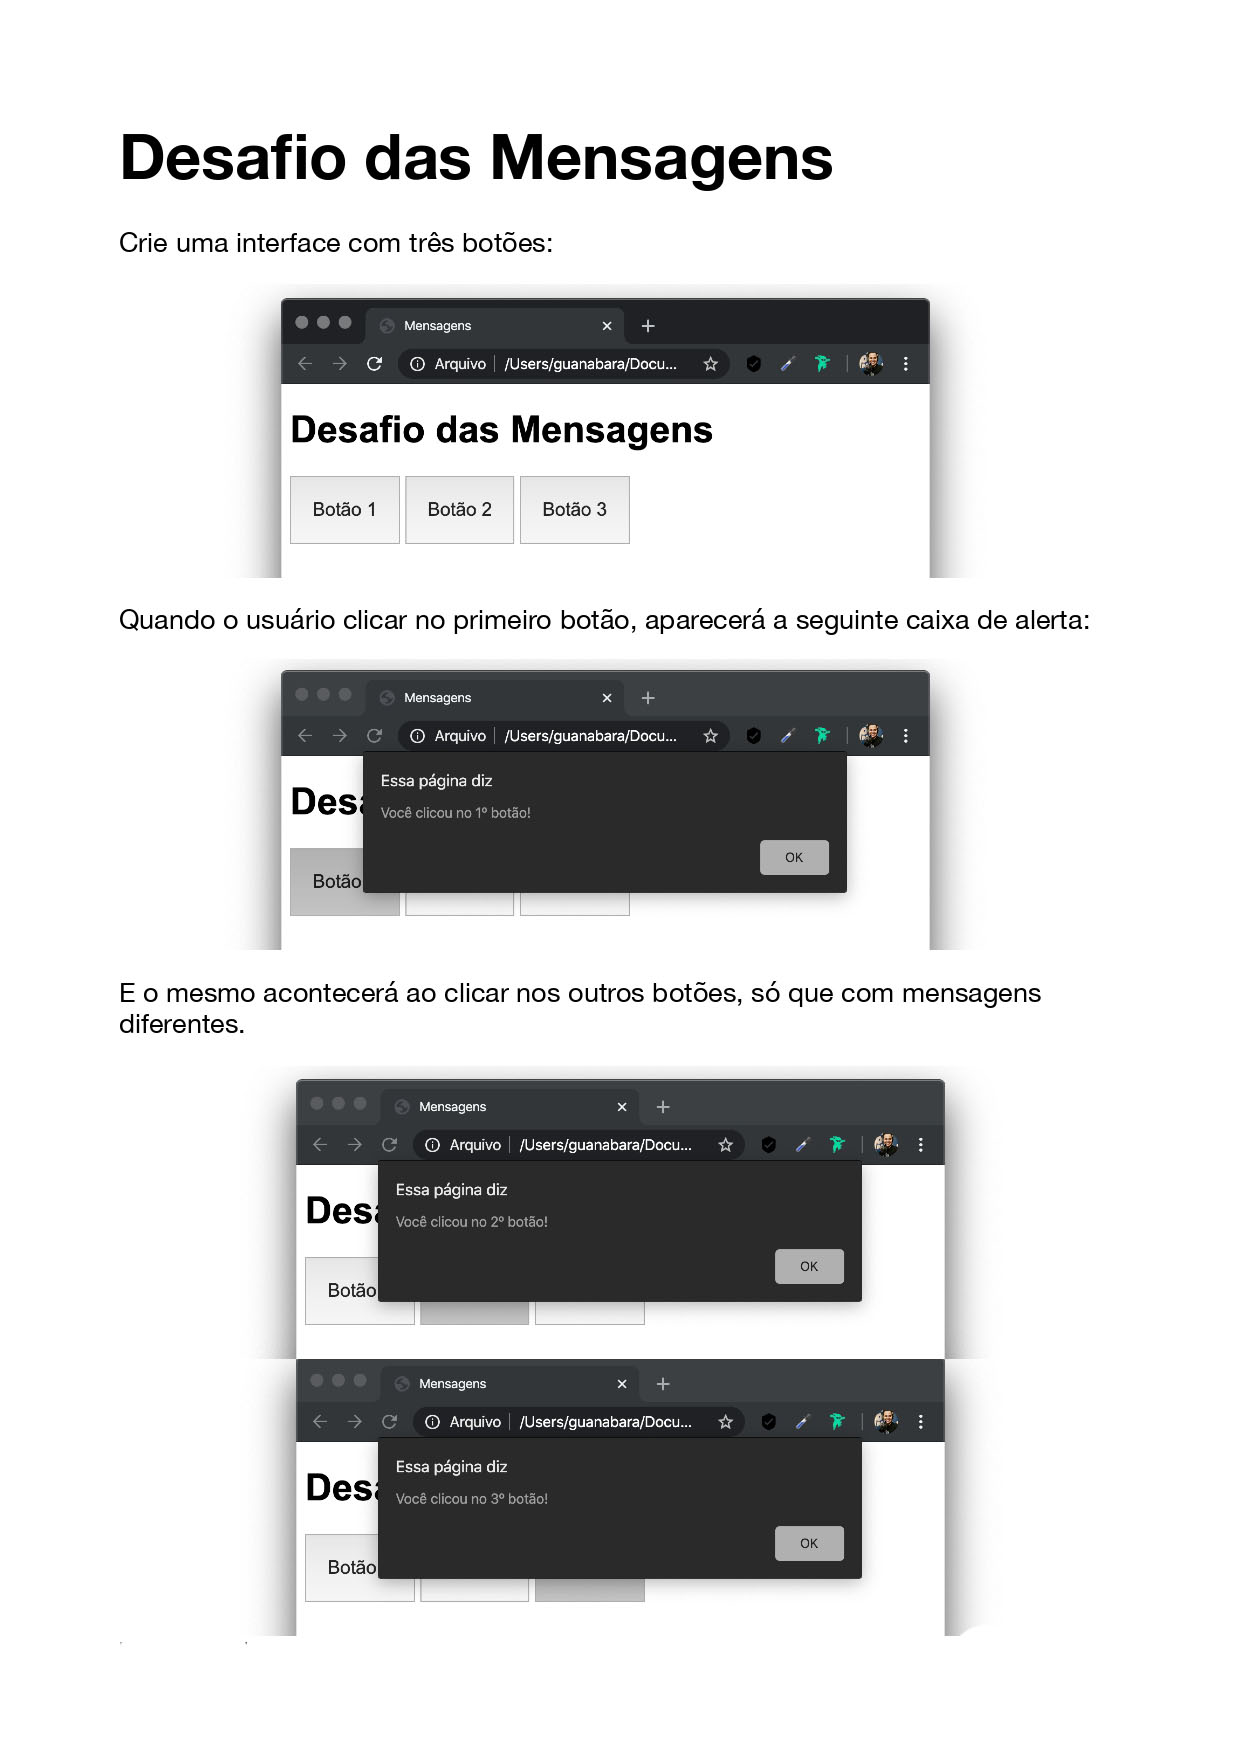 Desafio das Mensagens
Crie uma interface com três botões:
Mensagens
Arquivo
/Users/guanabara/Docu...
Desafio das Mensagens
Botão 1
Botão 2
Botão 3
Quando o usuário clicar no primeiro botão, aparecerá a seguinte caixa de alerta:
Mensagens
Arquivo
/Users/guanabara/Docu...
Essa página diz
Você clicou no 1º botão!
OK
Desa
Botão
E o mesmo acontecerá ao clicar nos outros botões, só que com mensagens
diferentes.
Mensagens
Arquivo
/Users/guanabara/Docu...
Essa página diz
Você clicou no 2º botão!
OK
Desa
Botão
Mensagens
Arquivo
/Users/guanabara/Docu...
Essa página diz
Você clicou no 3º botão!
OK
Desa
Botão